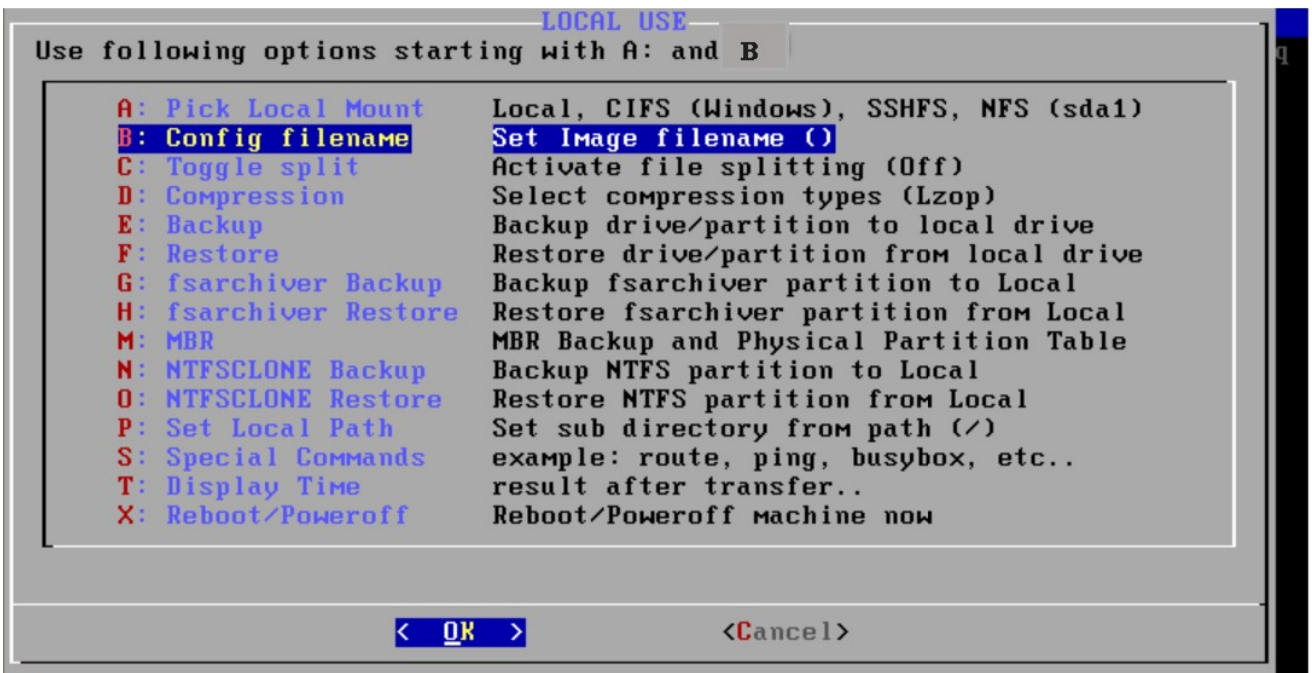 LOCAL USE
Use following options starting with A: and B
q
A: Pick Local Mount Local, CIFS (Windows), SSHFS, NFS (sda1)
B: Config filename Set Image filename ()
C: Toggle split Activate file splitting (Off)
D: Compression Select compression types (Lzop)
E: Backup Backup drive/partition to local drive
F: Restore Restore drive/partition from local drive
G: fsarchiver Backup Backup fsarchiver partition to Local
H: fsarchiver Restore Restore fsarchiver partition from Local
M: MBR MBR Backup and Physical Partition Table
N: NTFSCLONE Backup Backup NTFS partition to Local
O: NTFSCLONE Restore Restore NTFS partition from Local
P: Set Local Path Set sub directory from path (/)
S: Special Commands example: route, ping, busybox, etc..
T: Display Time result after transfer..
X: Reboot/Poweroff Reboot/Poweroff machine now
< OK > <Cancel>